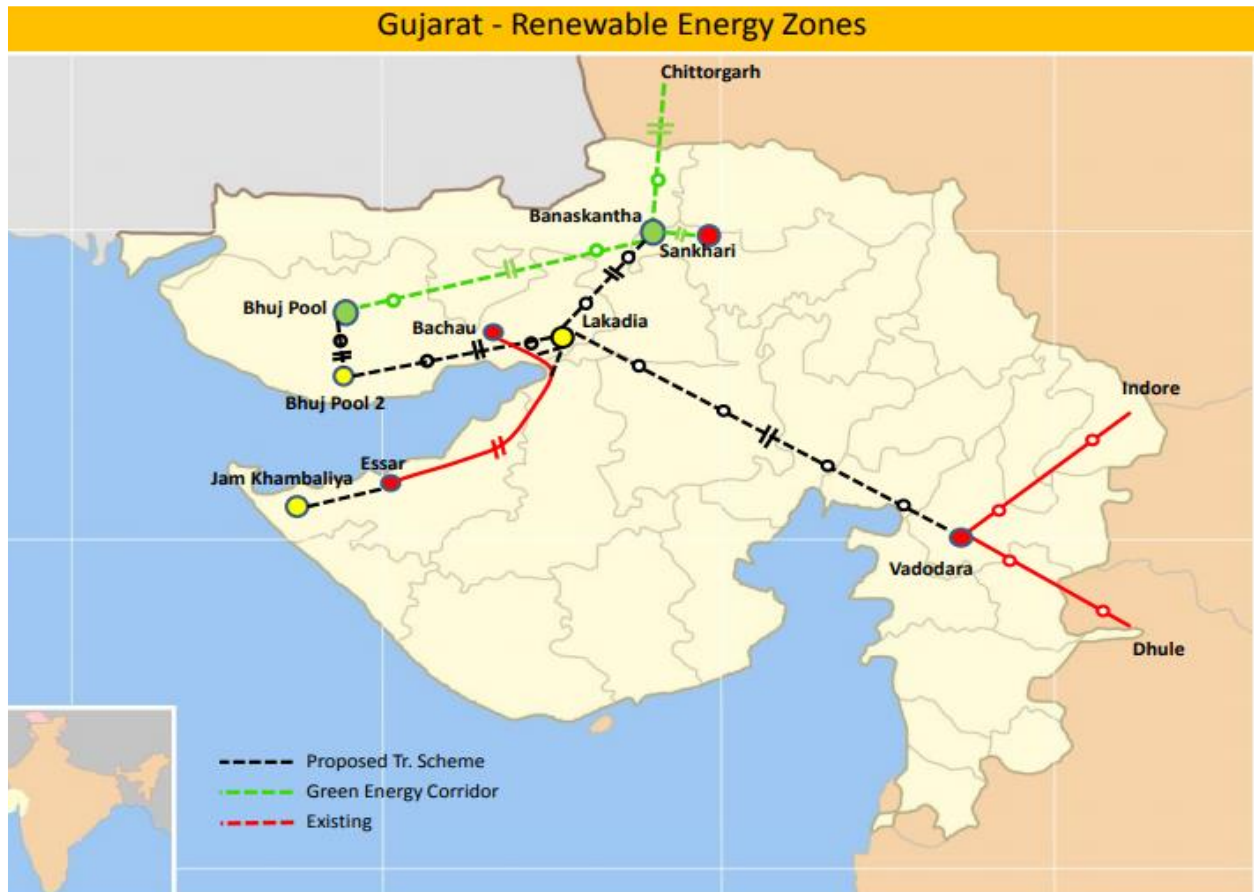 Gujarat - Renewable Energy Zones
Chittorgarh
Banaskantha
Sankhari
Bhuj Pool
Bachau
Lakadia
Bhuj Pool 2
Indore
Essar
Jam Khambaliya
Vadodara
Dhule
Proposed Tr. Scheme
Green Energy Corridor
Existing